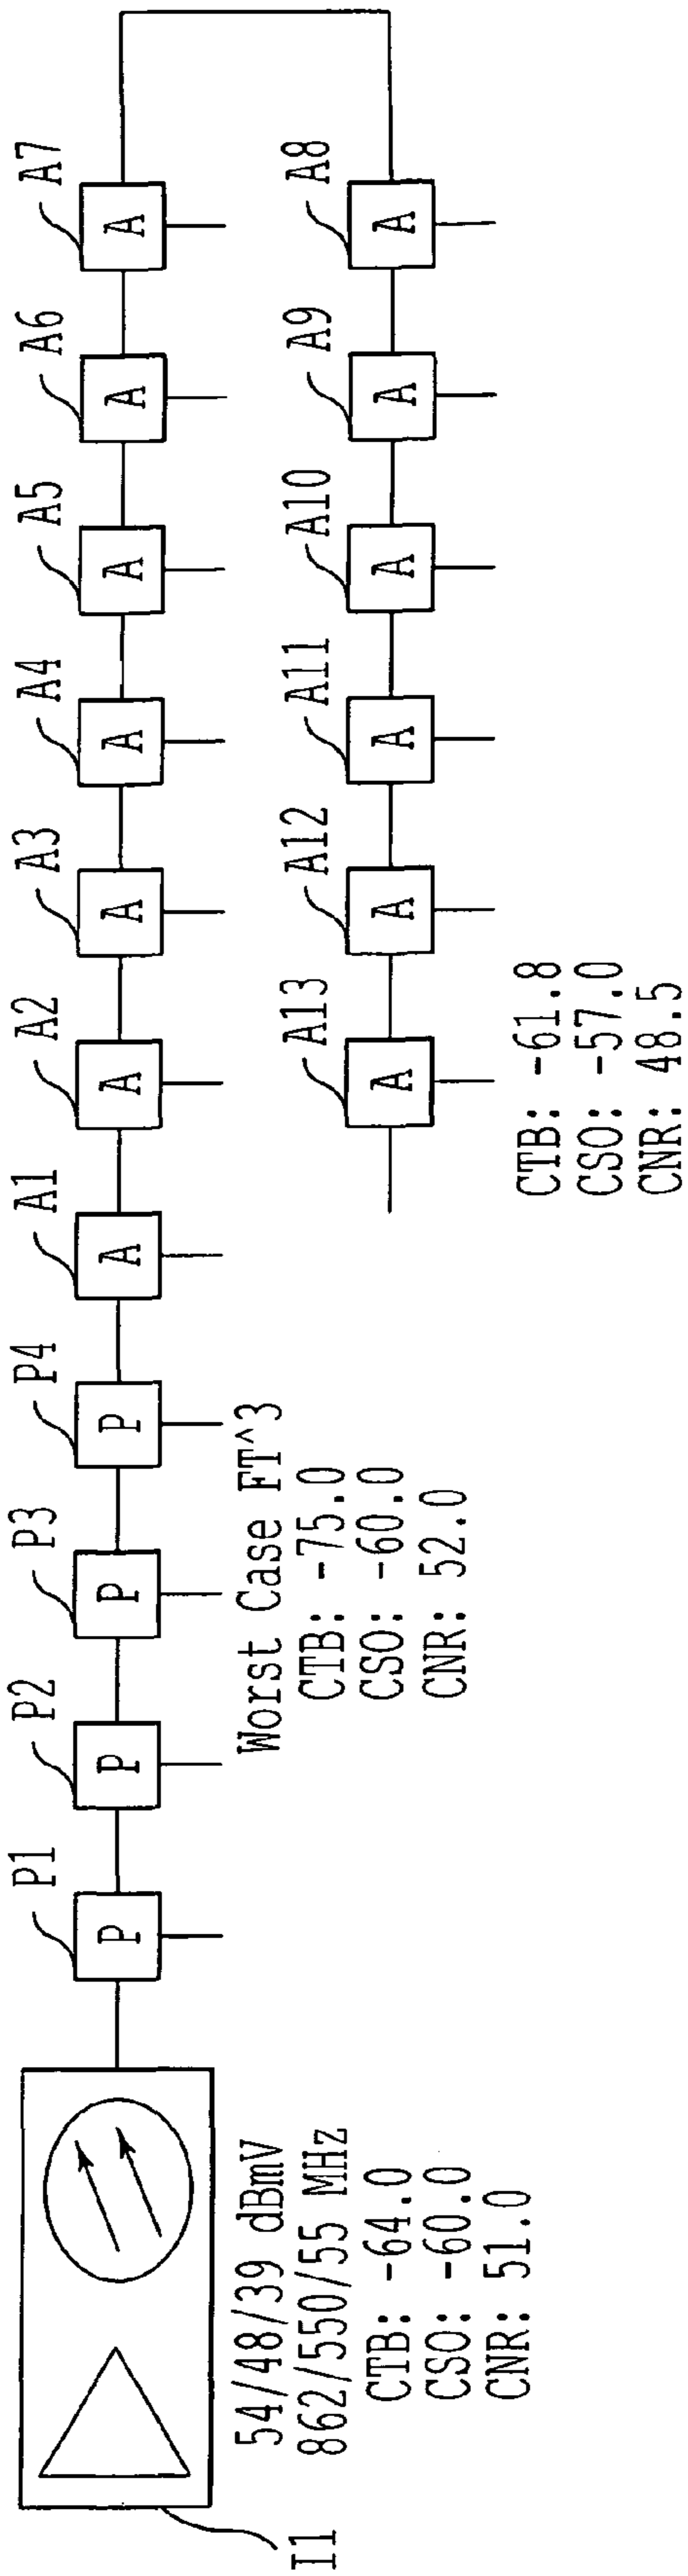 I1
54/48/39 dBmV
862/550/55 MHz
CTB: -64.0
CSO: -60.0
CNR: 51.0
P1
P
P2
P
P3
P
P4
P
Worst Case FT^3
CTB: -75.0
CSO: -60.0
CNR: 52.0
A1
A
A2
A
A3
A
A4
A
A5
A
A6
A
A7
A
A8
A
A9
A
A10
A
A11
A
A12
A
A13
A
CTB: -61.8
CSO: -57.0
CNR: 48.5